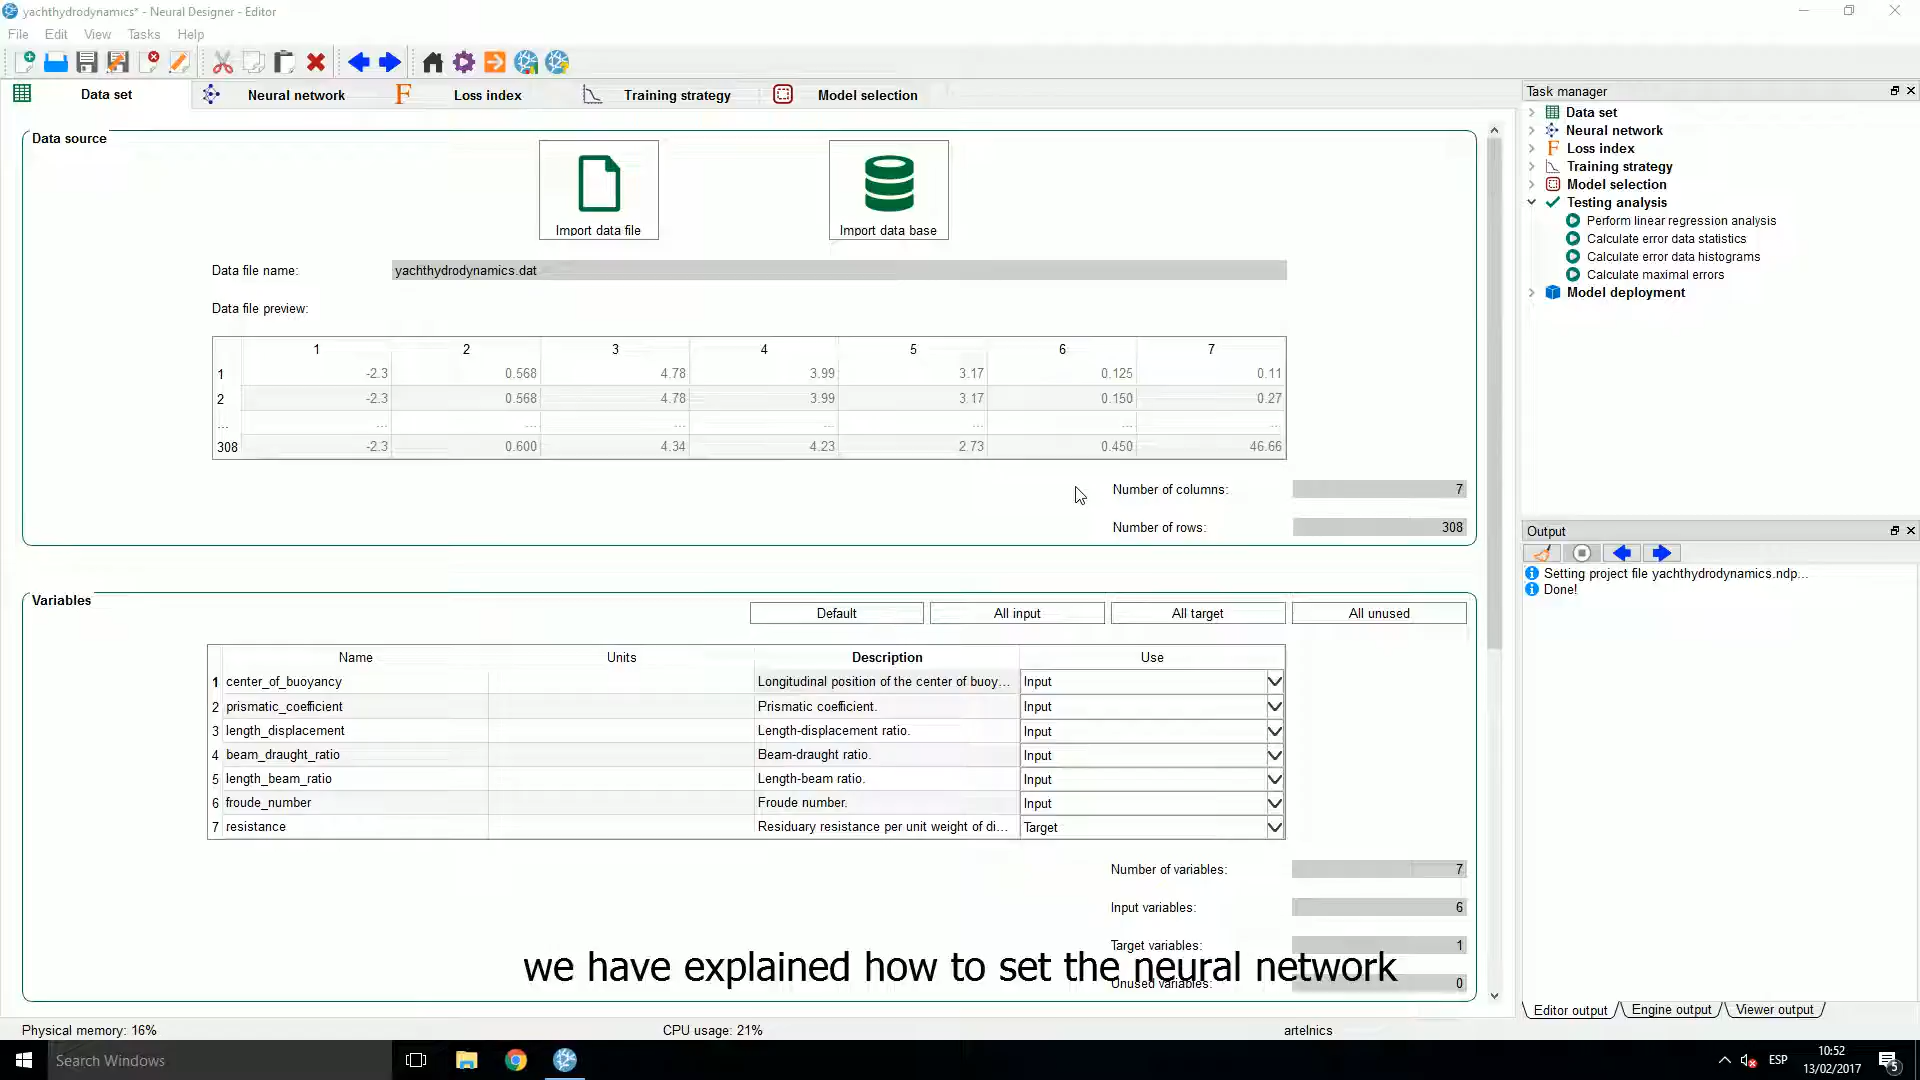 yachthydrodynamics* - Neural Designer - Editor
File Edit View Tasks Help
Data set Neural network Loss index Training strategy Model selection
Data source
Import data file Import data base
Data file name: yachthydrodynamics.dat
Data file preview:
1 2 3 4 5 6 7
1 -2.3 0.568 4.78 3.99 3.17 0.125 0.11
2 -2.3 0.568 4.78 3.99 3.17 0.150 0.27
... ... ... ... ... ... ... ...
308 -2.3 0.600 4.34 4.23 2.73 0.450 46.66
Number of columns: 7
Number of rows: 308
Variables
Default All input All target All unused
Name Units Description Use
1 center_of_buoyancy Longitudinal position of the center of buoy... Input
2 prismatic_coefficient Prismatic coefficient. Input
3 length_displacement Length-displacement ratio. Input
4 beam_draught_ratio Beam-draught ratio. Input
5 length_beam_ratio Length-beam ratio. Input
6 froude_number Froude number. Input
7 resistance Residuary resistance per unit weight of di... Target
Number of variables: 7
Input variables: 6
Target variables: 1
Unused variables: 0
we have explained how to set the neural network
Task manager
Data set
Neural network
F Loss index
Training strategy
Model selection
Testing analysis
Perform linear regression analysis
Calculate error data statistics
Calculate error data histograms
Calculate maximal errors
Model deployment
Output
Setting project file yachthydrodynamics.ndp...
Done!
Editor output Engine output Viewer output
Physical memory: 16% CPU usage: 21% artelnics
Search Windows
ESP 10:52 5
13/02/2017